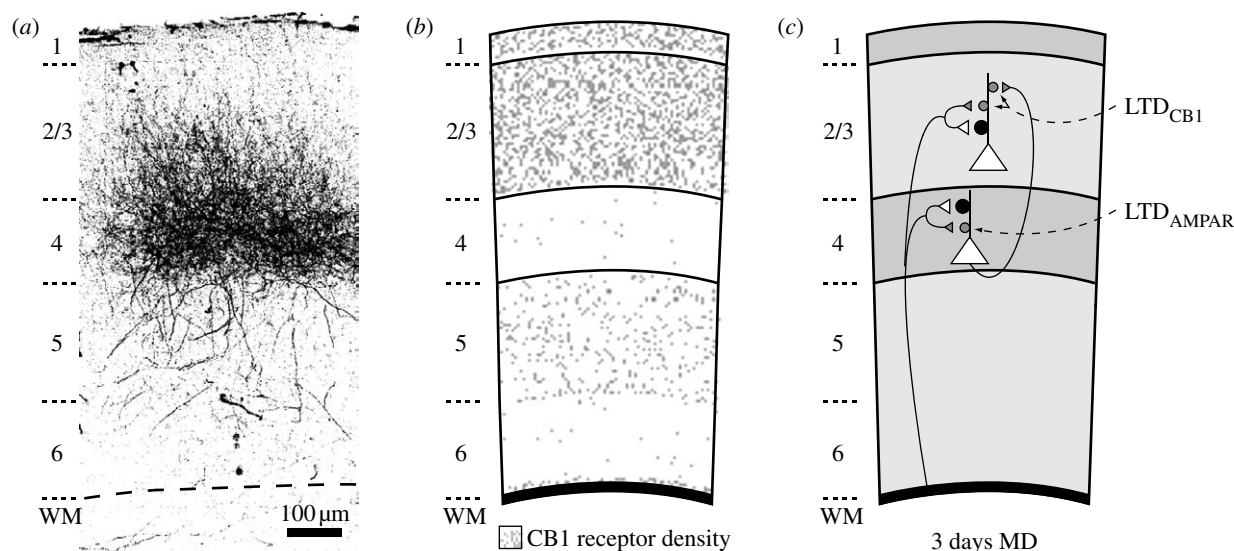 (a)
1
2/3
4
5
6
WM
100 µm
(b)
1
2/3
4
5
6
WM
CB1 receptor density
(c)
1
2/3
4
5
6
WM
LTD_CB1
LTD_AMPAR
3 days MD